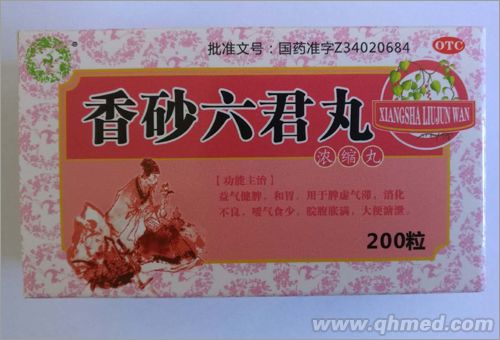 批准文号：国药准字Z34020684
OTC
香砂六君丸
浓缩丸
XIANGSHA LIUJUN WAN
【功能主治】
益气健脾，和胃。用于脾虚气滞，消化
不良，嗳气食少，脘腹胀满，大便溏泄。
200粒
www.qhmed.com